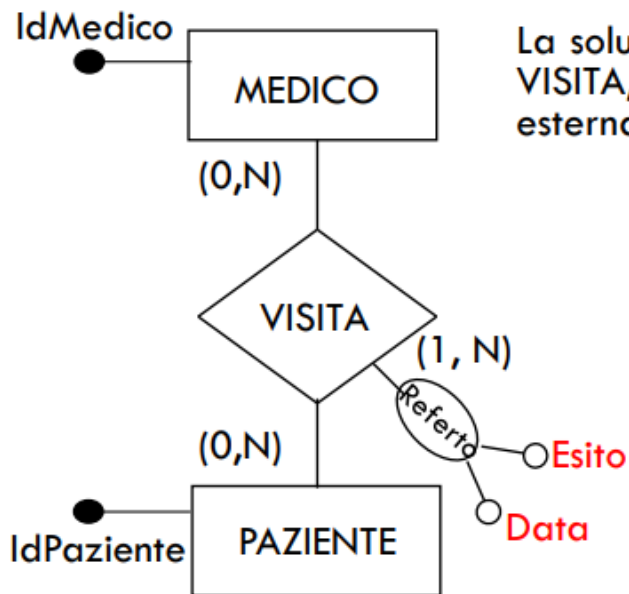 IdMedico
MEDICO
La solu
VISITA,
esterna
(0,N)
VISITA
(1, N)
Referto
(0,N)
Esito
IdPaziente
PAZIENTE
Data